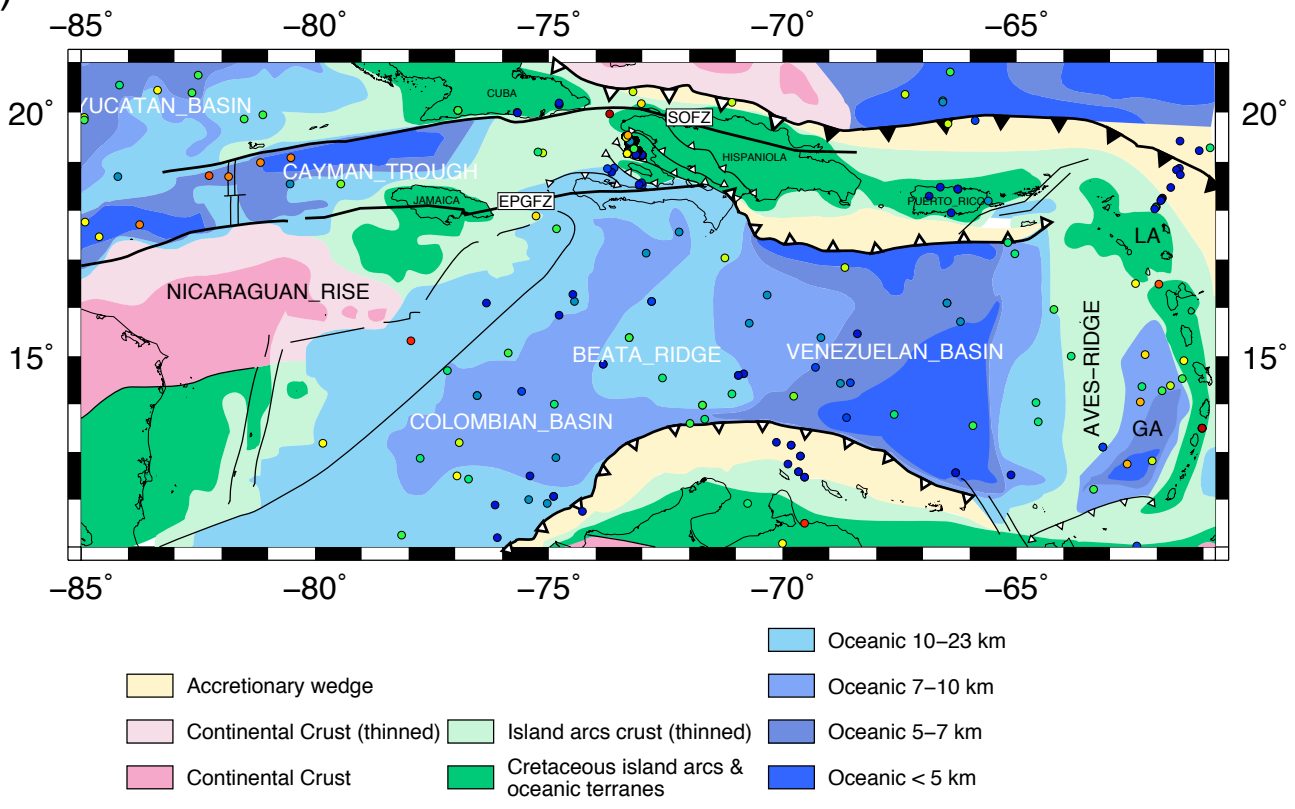 )
−85˚ −80˚ −75˚ −70˚ −65˚
20˚ 20˚
15˚ 15˚
YUCATAN_BASIN
CUBA
SOFZ
HISPANIOLA
CAYMAN_TROUGH
JAMAICA
EPGFZ
PUERTO_RICO
LA
NICARAGUAN_RISE
BEATA_RIDGE
VENEZUELAN_BASIN
AVES−RIDGE
COLOMBIAN_BASIN
GA
−85˚ −80˚ −75˚ −70˚ −65˚
Oceanic 10−23 km
Accretionary wedge
Oceanic 7−10 km
Continental Crust (thinned)
Island arcs crust (thinned)
Oceanic 5−7 km
Continental Crust
Cretaceous island arcs &
oceanic terranes
Oceanic < 5 km